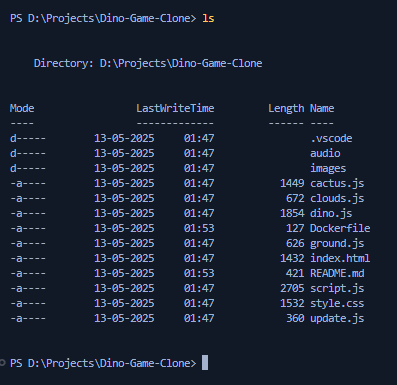 PS D:\Projects\Dino-Game-Clone> ls
Directory: D:\Projects\Dino-Game-Clone
Mode LastWriteTime Length Name
---- ------------- ------ ----
d----- 13-05-2025 01:47 .vscode
d----- 13-05-2025 01:47 audio
d----- 13-05-2025 01:47 images
-a---- 13-05-2025 01:47 1449 cactus.js
-a---- 13-05-2025 01:47 672 clouds.js
-a---- 13-05-2025 01:47 1854 dino.js
-a---- 13-05-2025 01:53 127 Dockerfile
-a---- 13-05-2025 01:47 626 ground.js
-a---- 13-05-2025 01:47 1432 index.html
-a---- 13-05-2025 01:53 421 README.md
-a---- 13-05-2025 01:47 2705 script.js
-a---- 13-05-2025 01:47 1532 style.css
-a---- 13-05-2025 01:47 360 update.js
PS D:\Projects\Dino-Game-Clone>